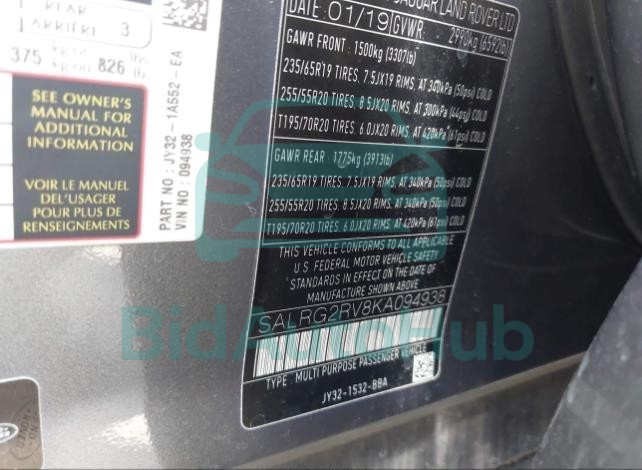 REAR
1 ARRIÈRE 3
375 kg or 826 lbs
SEE OWNER'S
MANUAL FOR
ADDITIONAL
INFORMATION
VOIR LE MANUEL
DEL'USAGER
POUR PLUS DE
RENSEIGNEMENTS
PART NO : JY32-1A552-EA
VIN NO : 094938
JAGUAR LAND ROVER LTD
DATE: 01/19 GVWR: 2990kg (6592lb)
GAWR FRONT : 1500kg (3307lb)
235/65R19 TIRES, 7.5JX19 RIMS, AT 340kPa (50psi) COLD
255/55R20 TIRES, 8.5JX20 RIMS, AT 300kPa (44psi) COLD
T195/70R20 TIRES, 6.0JX20 RIMS, AT 420kPa (61psi) COLD
GAWR REAR : 1775kg (3913lb)
235/65R19 TIRES, 7.5JX19 RIMS, AT 340kPa (50psi) COLD
255/55R20 TIRES, 8.5JX20 RIMS, AT 340kPa (50psi) COLD
T195/70R20 TIRES, 6.0JX20 RIMS, AT 420kPa (61psi) COLD
THIS VEHICLE CONFORMS TO ALL APPLICABLE
U.S. FEDERAL MOTOR VEHICLE SAFETY
STANDARDS IN EFFECT ON THE DATE OF
MANUFACTURE SHOWN ABOVE.
SALRG2RV8KA094938
TYPE : MULTI PURPOSE PASSENGER VEHICLE
JY32-1532-BBA
BidAutoHub